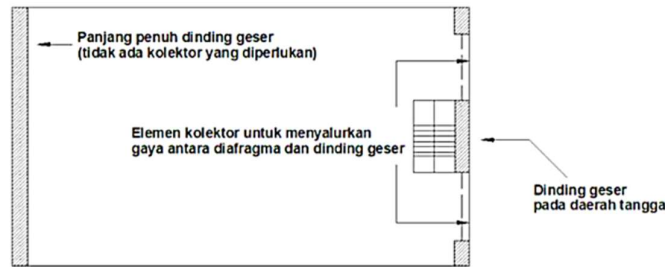 Panjang penuh dinding geser
(tidak ada kolektor yang diperlukan)
Elemen kolektor untuk menyalurkan
gaya antara diafragma dan dinding geser
Dinding geser
pada daerah tangga